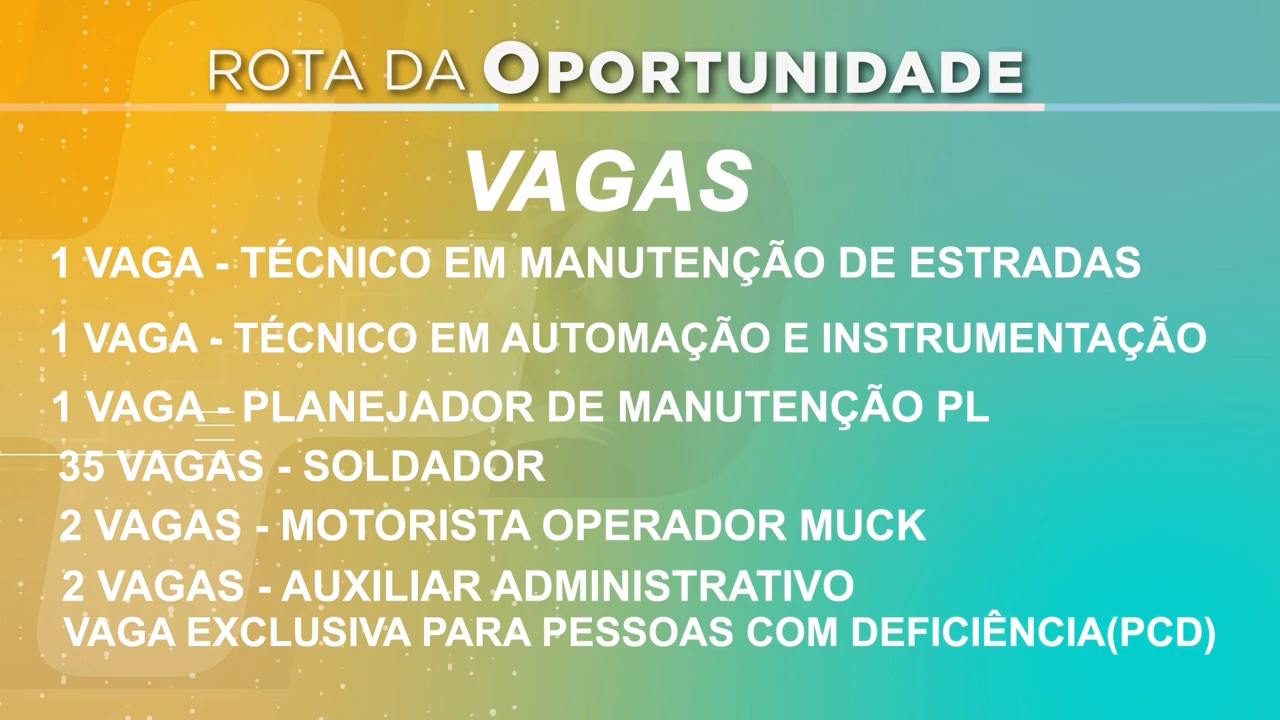 ROTA DA OPORTUNIDADE
VAGAS
1 VAGA - TÉCNICO EM MANUTENÇÃO DE ESTRADAS
1 VAGA - TÉCNICO EM AUTOMAÇÃO E INSTRUMENTAÇÃO
1 VAGA - PLANEJADOR DE MANUTENÇÃO PL
35 VAGAS - SOLDADOR
2 VAGAS - MOTORISTA OPERADOR MUCK
2 VAGAS - AUXILIAR ADMINISTRATIVO
VAGA EXCLUSIVA PARA PESSOAS COM DEFICIÊNCIA(PCD)